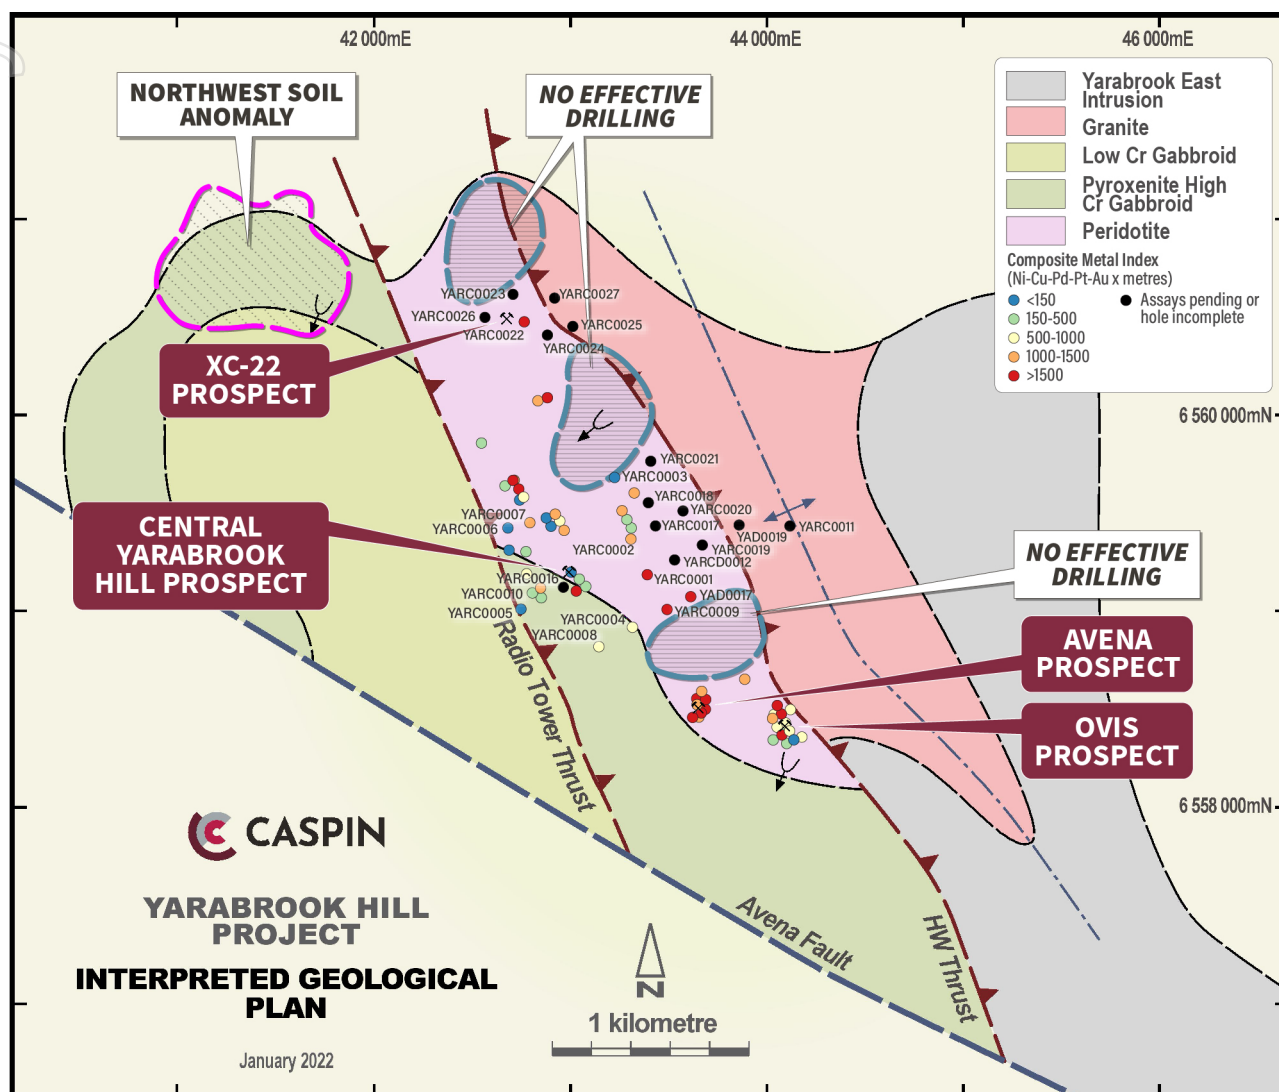 42 000mE
44 000mE
46 000mE
NORTHWEST SOIL
ANOMALY
NO EFFECTIVE
DRILLING
Yarabrook East
Intrusion
Granite
Low Cr Gabbroid
Pyroxenite High
Cr Gabbroid
Peridotite
Composite Metal Index
(Ni-Cu-Pd-Pt-Au x metres)
<150
150-500
500-1000
1000-1500
>1500
Assays pending or
hole incomplete
YARC0023
YARC0027
YARC0026
YARC0025
YARC0022
YARC0024
XC-22
PROSPECT
6 560 000mN
YARC0021
YARC0003
YARC0018
YARC0020
YARC0007
YARC0006
YARC0017
YAD0019
YARC0011
YARC0002
YARC0019
YARCD0012
CENTRAL
YARABROOK
HILL PROSPECT
YARC0016
YARC0001
YARC0010
YAD0017
YARC0005
YARC0009
YARC0004
YARC0008
NO EFFECTIVE
DRILLING
AVENA
PROSPECT
OVIS
PROSPECT
Radio Tower Thrust
6 558 000mN
CASPIN
YARABROOK HILL
PROJECT
INTERPRETED GEOLOGICAL
PLAN
January 2022
Avena Fault
HW Thrust
N
1 kilometre